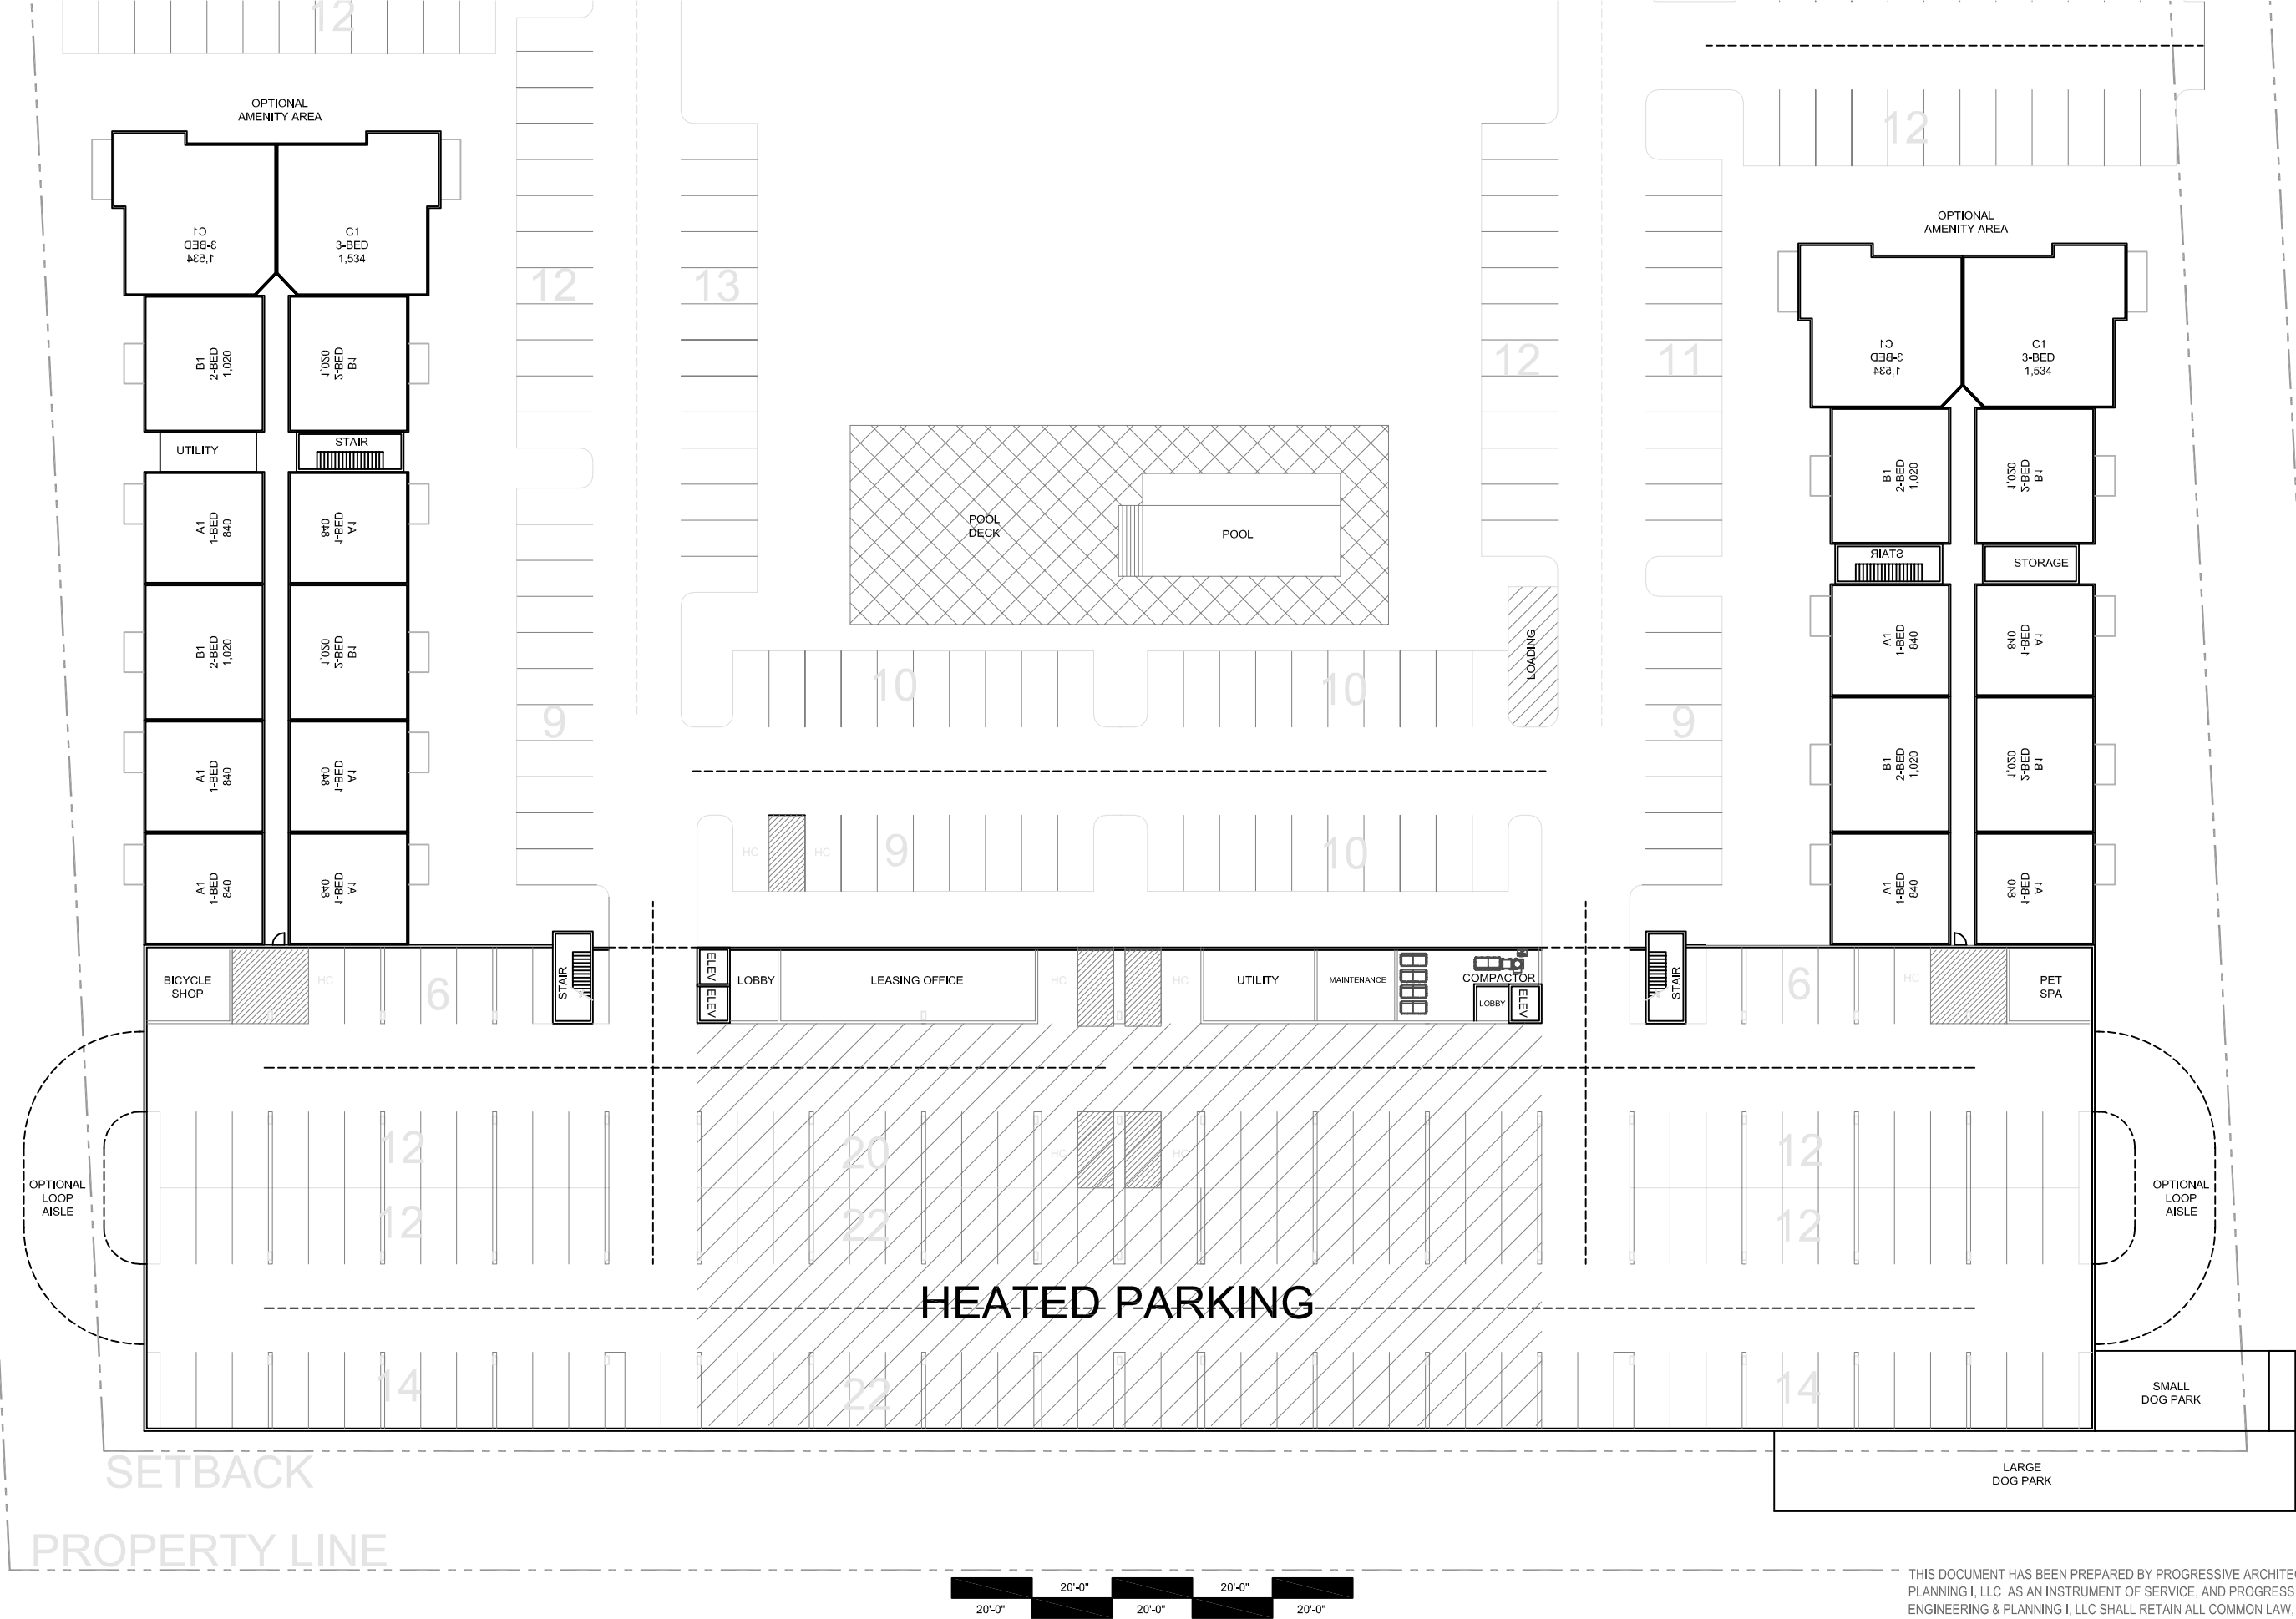 12
OPTIONAL
AMENITY AREA
12
OPTIONAL
AMENITY AREA
C1
3-BED
1,534
C1
3-BED
1,534
12
13
12
11
C1
3-BED
1,534
C1
3-BED
1,534
B1
2-BED
1,020
B1
2-BED
1,020
B1
2-BED
1,020
B1
2-BED
1,020
UTILITY
STAIR
STAIR
STORAGE
POOL
DECK
POOL
LOADING
A1
1-BED
840
A1
1-BED
840
A1
1-BED
840
A1
1-BED
840
B1
2-BED
1,020
B1
2-BED
1,020
B1
2-BED
1,020
B1
2-BED
1,020
9
10
10
9
A1
1-BED
840
A1
1-BED
840
HC
HC
9
10
A1
1-BED
840
A1
1-BED
840
A1
1-BED
840
A1
1-BED
840
BICYCLE
SHOP
HC
6
STAIR
ELEV
ELEV
LOBBY
LEASING OFFICE
HC
HC
UTILITY
MAINTENANCE
COMPACTOR
LOBBY
ELEV
STAIR
6
HC
PET
SPA
12
20
HC
HC
12
OPTIONAL
LOOP
AISLE
OPTIONAL
LOOP
AISLE
12
22
12
HEATED PARKING
14
22
14
SMALL
DOG PARK
LARGE
DOG PARK
SETBACK
PROPERTY LINE
20'-0"
20'-0"
20'-0"
20'-0"
20'-0"
THIS DOCUMENT HAS BEEN PREPARED BY PROGRESSIVE ARCHITE
PLANNING I, LLC AS AN INSTRUMENT OF SERVICE, AND PROGRESS
ENGINEERING & PLANNING I, LLC SHALL RETAIN ALL COMMON LAW,